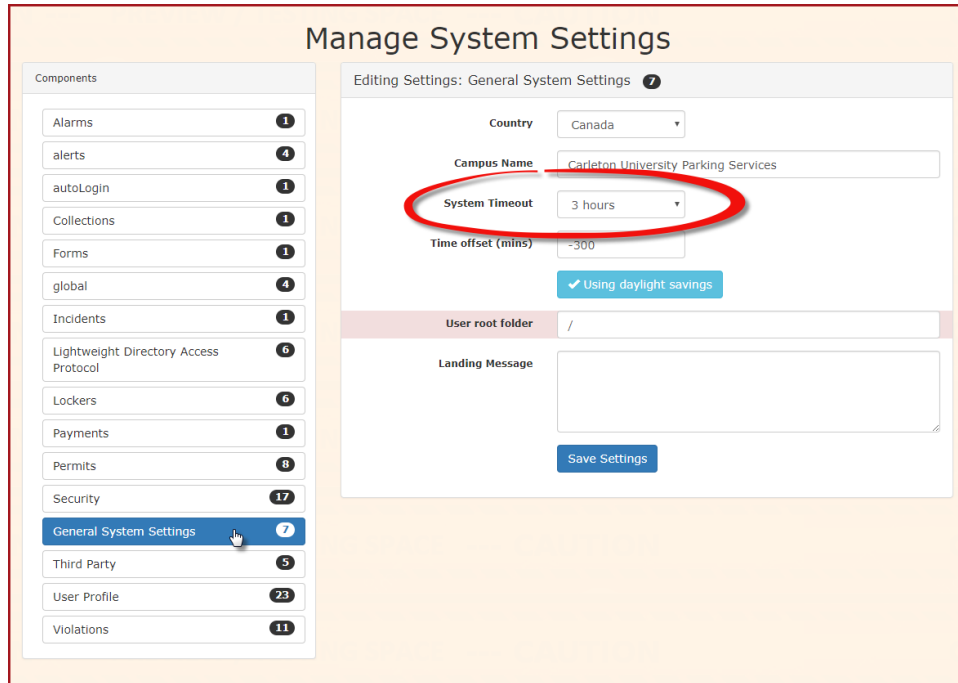 Manage System Settings
Components
Alarms 1
alerts 4
autoLogin 1
Collections 1
Forms 1
global 4
Incidents 1
Lightweight Directory Access 6
Protocol
Lockers 6
Payments 1
Permits 8
Security 17
General System Settings 7
Third Party 5
User Profile 23
Violations 11
Editing Settings: General System Settings 7
Country Canada
Campus Name Carleton University Parking Services
System Timeout 3 hours
Time offset (mins) -300
✔ Using daylight savings
User root folder /
Landing Message
Save Settings